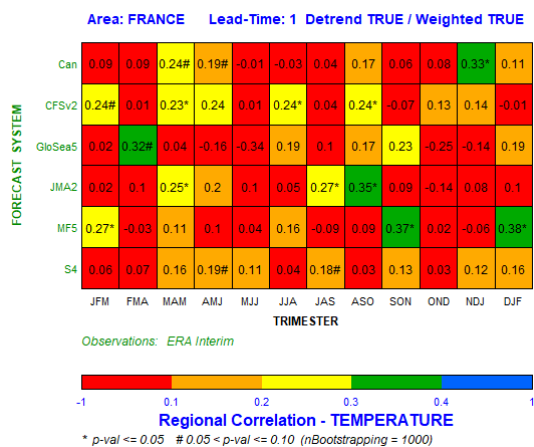 Area: FRANCE Lead-Time: 1 Detrend TRUE / Weighted TRUE
FORECAST SYSTEM
Can 0.09 0.09 0.24# 0.19# -0.01 -0.03 0.04 0.17 0.06 0.08 0.33* 0.11
CFSv2 0.24# 0.01 0.23* 0.24 0.01 0.24* 0.05 0.24* -0.07 0.13 0.14 -0.01
GloSea5 0.02 0.32# 0.04 -0.16 -0.34 0.19 0.1 0.17 0.23 -0.25 -0.14 0.19
JMA2 0.02 0.1 0.25* 0.2 0.1 0.05 0.27* 0.35* 0.09 -0.14 0.08 0.1
MF5 0.27* -0.03 0.11 0.1 0.04 0.16 -0.09 0.09 0.37* 0.02 -0.06 0.38*
S4 0.06 0.07 0.16 0.19# 0.11 0.04 0.18# 0.03 0.13 0.03 0.12 0.16
JFM FMA MAM AMJ MJJ JJA JAS ASO SON OND NDJ DJF
TRIMESTER
Observations: ERA Interim
-1 0.1 0.2 0.3 0.4 1
Regional Correlation - TEMPERATURE
* p-val <= 0.05 # 0.05 < p-val <= 0.10 (nBootstrapping = 1000)